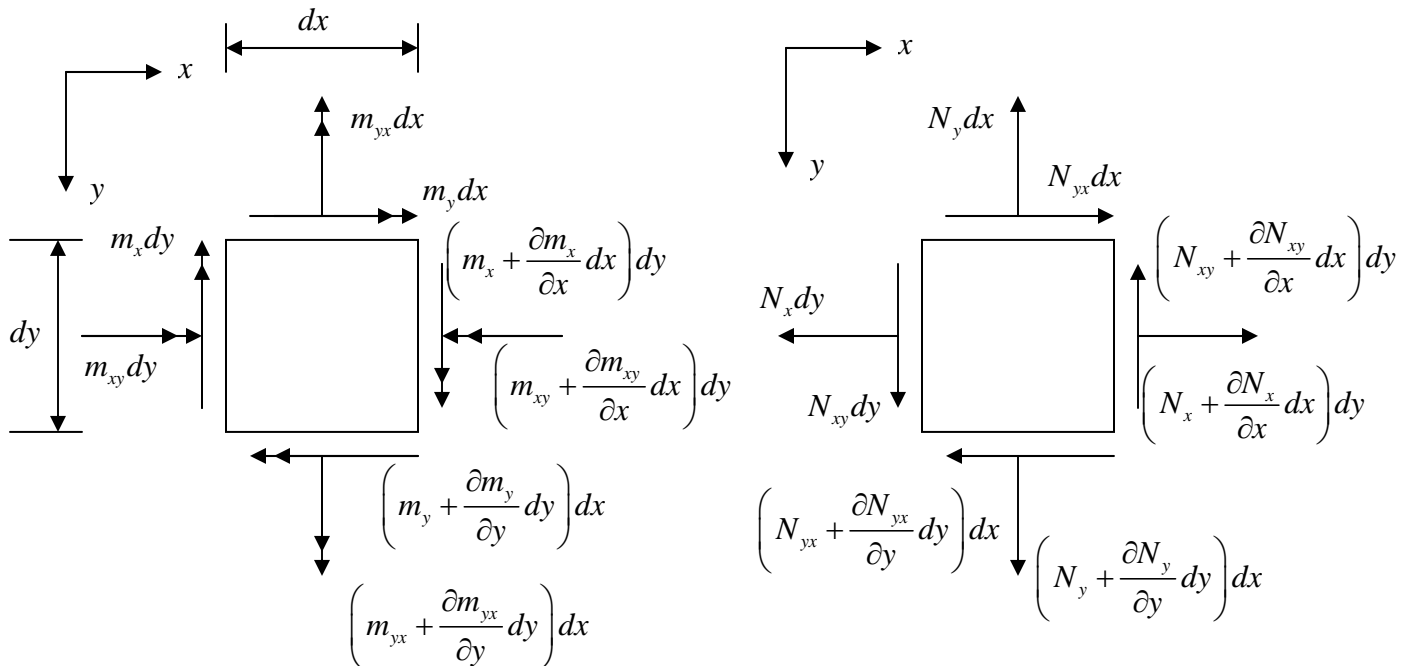 dx
x
y
m_{yx}dx
m_y dx
m_x dy
(m_x + ∂m_x/∂x dx)dy
dy
m_{xy}dy
(m_{xy} + ∂m_{xy}/∂x dx)dy
(m_y + ∂m_y/∂y dy)dx
(m_{yx} + ∂m_{yx}/∂y dy)dx
x
y
N_y dx
N_{yx}dx
(N_{xy} + ∂N_{xy}/∂x dx)dy
N_x dy
N_{xy}dy
(N_x + ∂N_x/∂x dx)dy
(N_{yx} + ∂N_{yx}/∂y dy)dx
(N_y + ∂N_y/∂y dy)dx